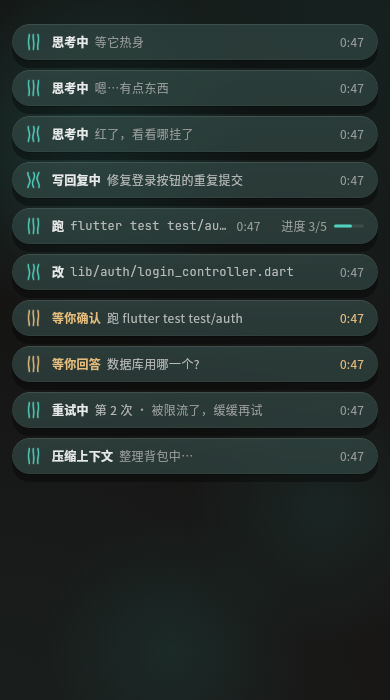 思考中 等它热身 0:47
思考中 嗯…有点东西 0:47
思考中 红了，看看哪挂了 0:47
写回复中 修复登录按钮的重复提交 0:47
跑 flutter test test/au… 0:47 进度 3/5
改 lib/auth/login_controller.dart 0:47
等你确认 跑 flutter test test/auth 0:47
等你回答 数据库用哪一个? 0:47
重试中 第 2 次 · 被限流了，缓缓再试 0:47
压缩上下文 整理背包中… 0:47